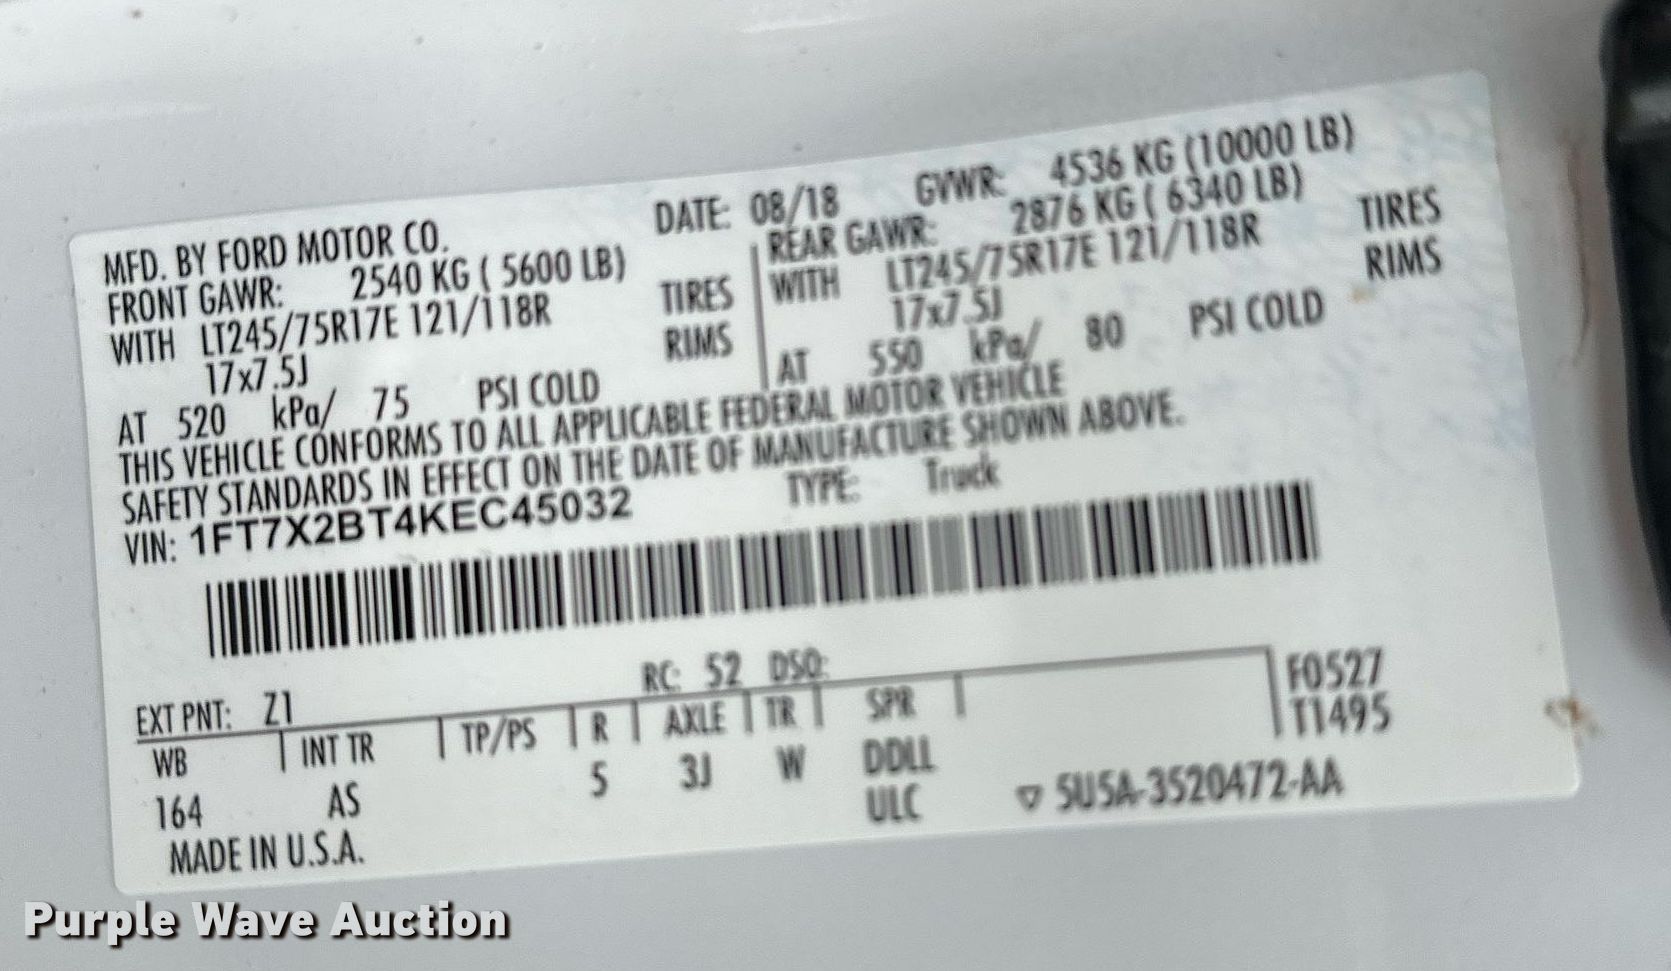 MFD. BY FORD MOTOR CO. DATE: 08/18 GVWR: 4536 KG (10000 LB)
FRONT GAWR: 2540 KG ( 5600 LB) REAR GAWR: 2876 KG ( 6340 LB)
WITH LT245/75R17E 121/118R TIRES WITH LT245/75R17E 121/118R TIRES
17x7.5J RIMS 17x7.5J RIMS
AT 520 kPa/ 75 PSI COLD AT 550 kPa/ 80 PSI COLD
THIS VEHICLE CONFORMS TO ALL APPLICABLE FEDERAL MOTOR VEHICLE
SAFETY STANDARDS IN EFFECT ON THE DATE OF MANUFACTURE SHOWN ABOVE.
VIN: 1FT7X2BT4KEC45032 TYPE: Truck
EXT PNT: Z1 RC: 52 DSO: F0527
WB INT TR TP/PS R AXLE TR SPR T1495
164 AS 5 3J W DDLL
ULC 5U5A-3520472-AA
MADE IN U.S.A.
Purple Wave Auction